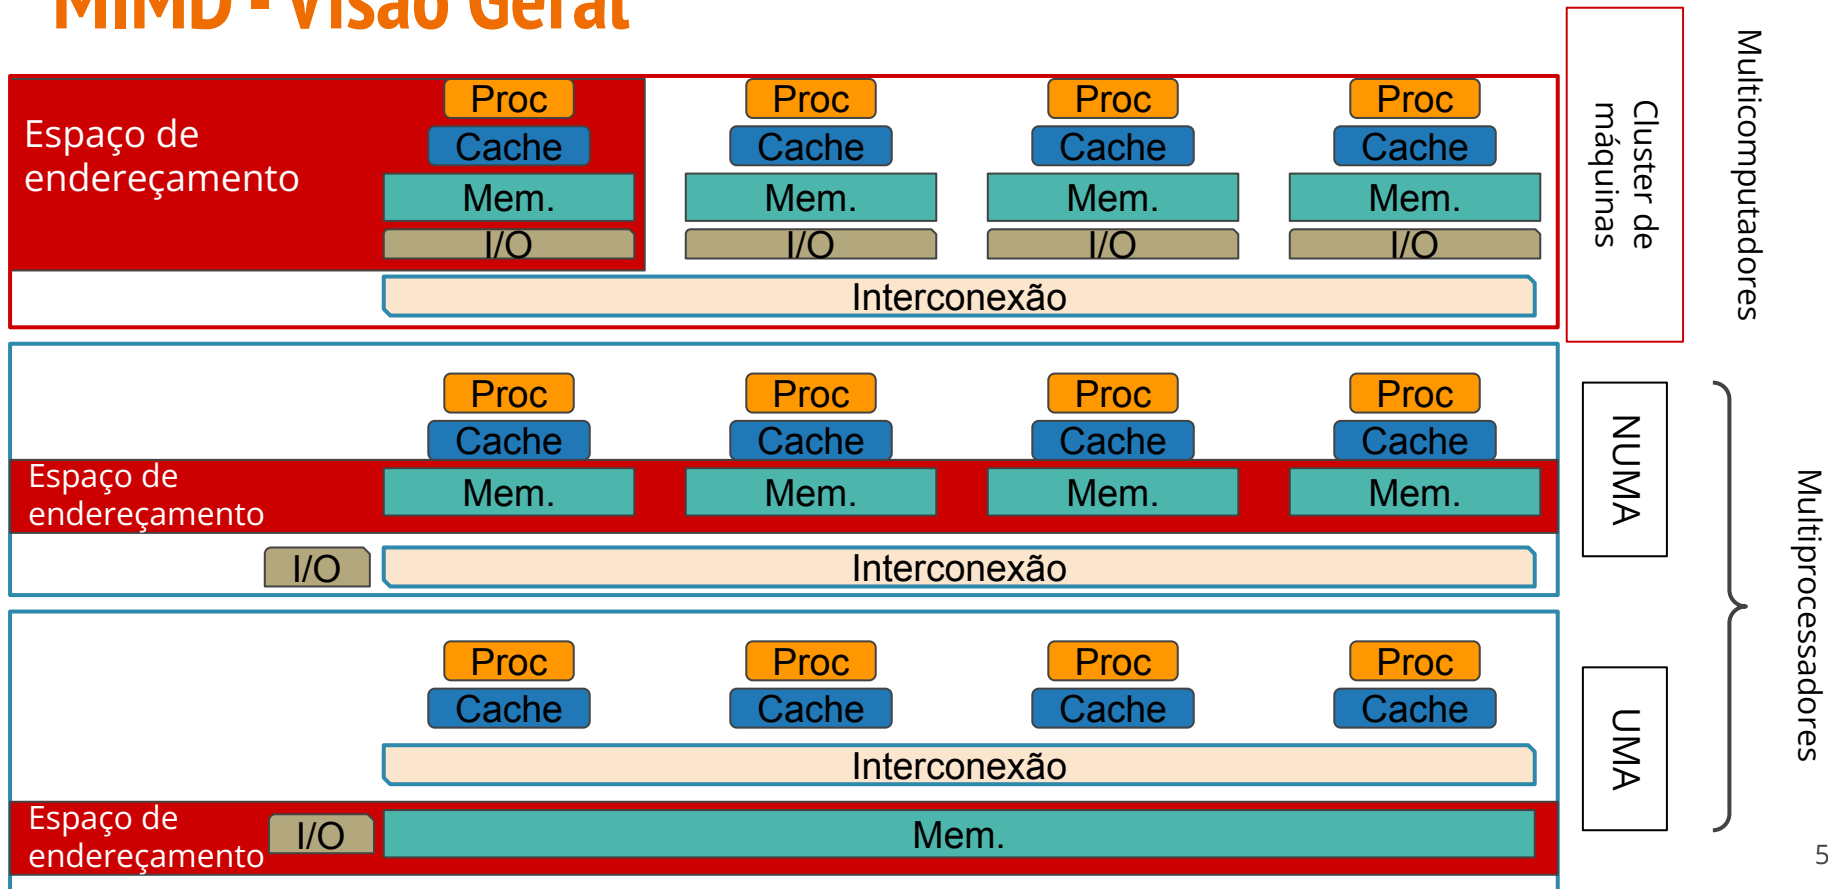 MIMD - Visão Geral
Espaço de
endereçamento
Proc
Proc
Proc
Proc
Cache
Cache
Cache
Cache
Mem.
Mem.
Mem.
Mem.
I/O
I/O
I/O
I/O
Interconexão
Cluster de
máquinas
Multicomputadores
Proc
Proc
Proc
Proc
Cache
Cache
Cache
Cache
Espaço de
endereçamento
Mem.
Mem.
Mem.
Mem.
I/O
Interconexão
NUMA
Multiprocessadores
Proc
Proc
Proc
Proc
Cache
Cache
Cache
Cache
Interconexão
Espaço de
endereçamento
I/O
Mem.
UMA
5